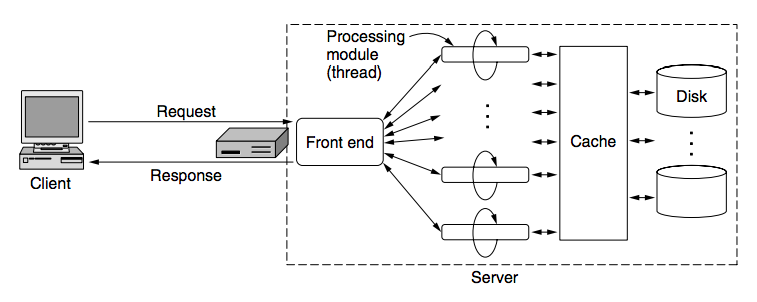 Processing
module
(thread)
Request
Front end
Response
Client
Cache
Disk
Server